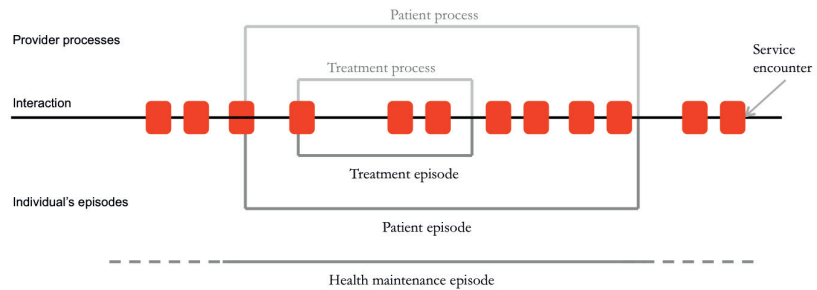 Patient process
Provider processes
Service
encounter
Treatment process
Interaction
Treatment episode
Individual's episodes
Patient episode
Health maintenance episode